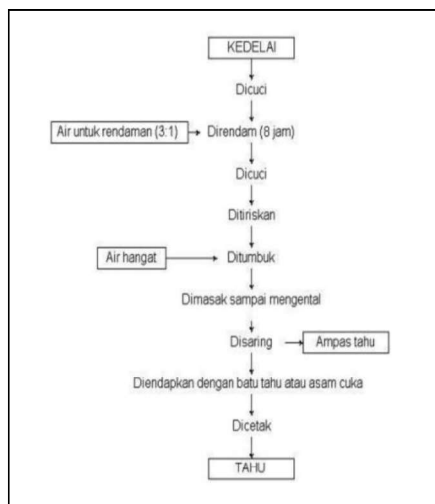 KEDELAI
Dicuci
Air untuk rendaman (3:1)
Direndam (8 jam)
Dicuci
Ditiriskan
Air hangat
Ditumbuk
Dimasak sampai mengental
Disaring
Ampas tahu
Diendapkan dengan batu tahu atau asam cuka
Dicetak
TAHU